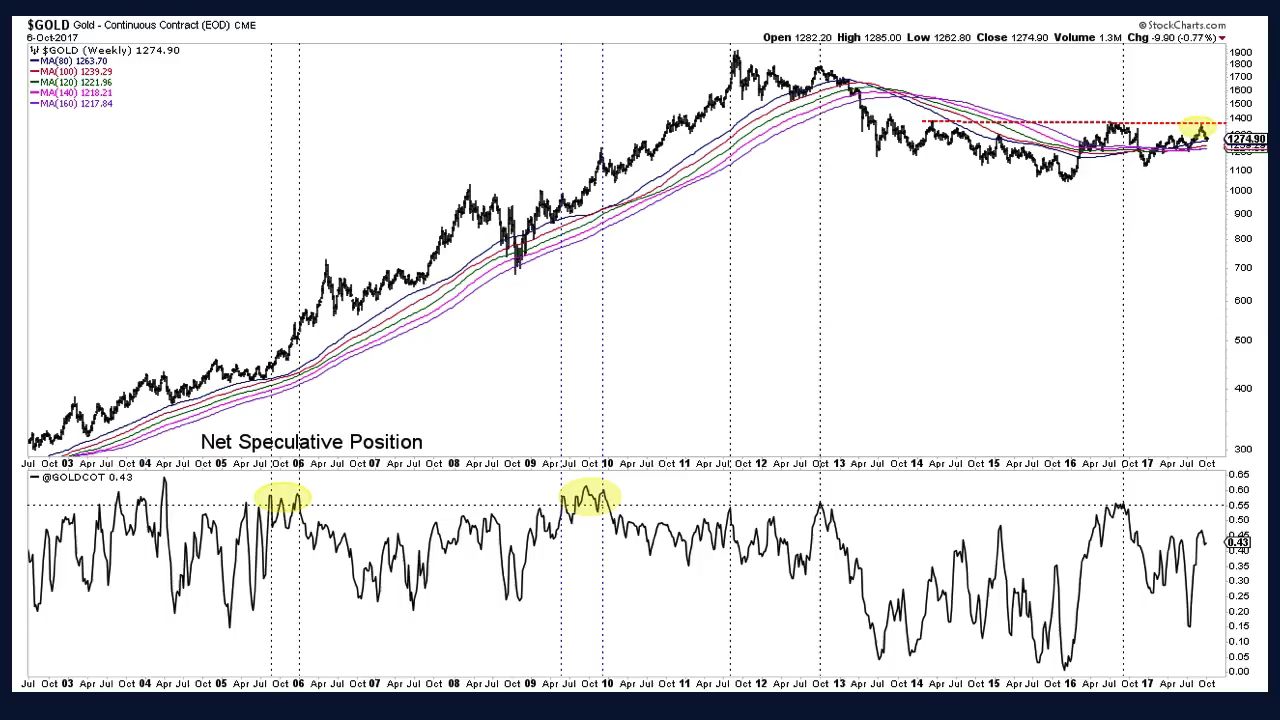 $GOLD Gold - Continuous Contract (EOD) CME
® StockCharts.com
6-Oct-2017
Open 1282.20 High 1285.00 Low 1262.80 Close 1274.90 Volume 1.3M Chg -9.90 (-0.77%)
$GOLD (Weekly) 1274.90
MA(80) 1263.70
MA(100) 1239.29
MA(120) 1221.96
MA(140) 1218.21
MA(160) 1217.84
1900
1800
1700
1600
1500
1400
1274.90
1100
1000
900
800
700
600
500
400
300
Net Speculative Position
Jul Oct 03 Apr Jul Oct 04 Apr Jul Oct 05 Apr Jul Oct 06 Apr Jul Oct 07 Apr Jul Oct 08 Apr Jul Oct 09 Apr Jul Oct 10 Apr Jul Oct 11 Apr Jul Oct 12 Apr Jul Oct 13 Apr Jul Oct 14 Apr Jul Oct 15 Apr Jul Oct 16 Apr Jul Oct 17 Apr Jul Oct
@GOLDCOT 0.43
0.65
0.60
0.55
0.50
0.45
0.43
0.40
0.35
0.30
0.25
0.20
0.15
0.10
0.05
0.00
Jul Oct 03 Apr Jul Oct 04 Apr Jul Oct 05 Apr Jul Oct 06 Apr Jul Oct 07 Apr Jul Oct 08 Apr Jul Oct 09 Apr Jul Oct 10 Apr Jul Oct 11 Apr Jul Oct 12 Apr Jul Oct 13 Apr Jul Oct 14 Apr Jul Oct 15 Apr Jul Oct 16 Apr Jul Oct 17 Apr Jul Oct